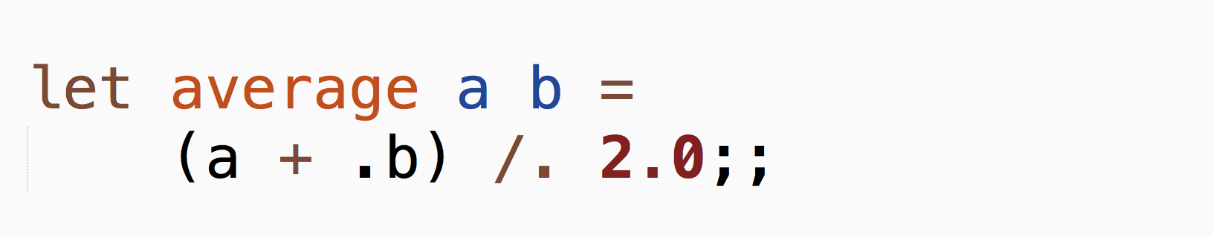 let average a b =
    (a + .b) /. 2.0;;